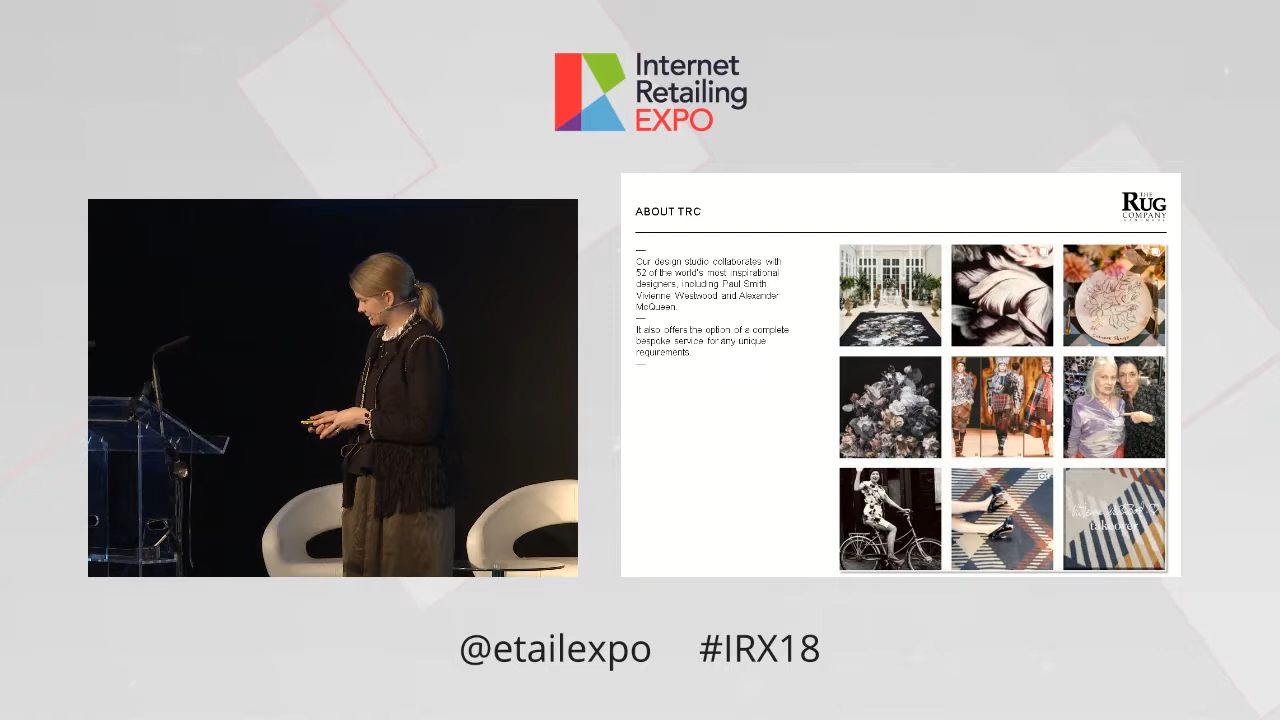 Internet
Retailing
EXPO
ABOUT TRC
THE
RUG
COMPANY
Our design studio collaborates with
52 of the world's most inspirational
designers, including Paul Smith
Vivienne Westwood and Alexander
McQueen.
It also offers the option of a complete
bespoke service for any unique
requirements.
takeover
@etailexpo #IRX18